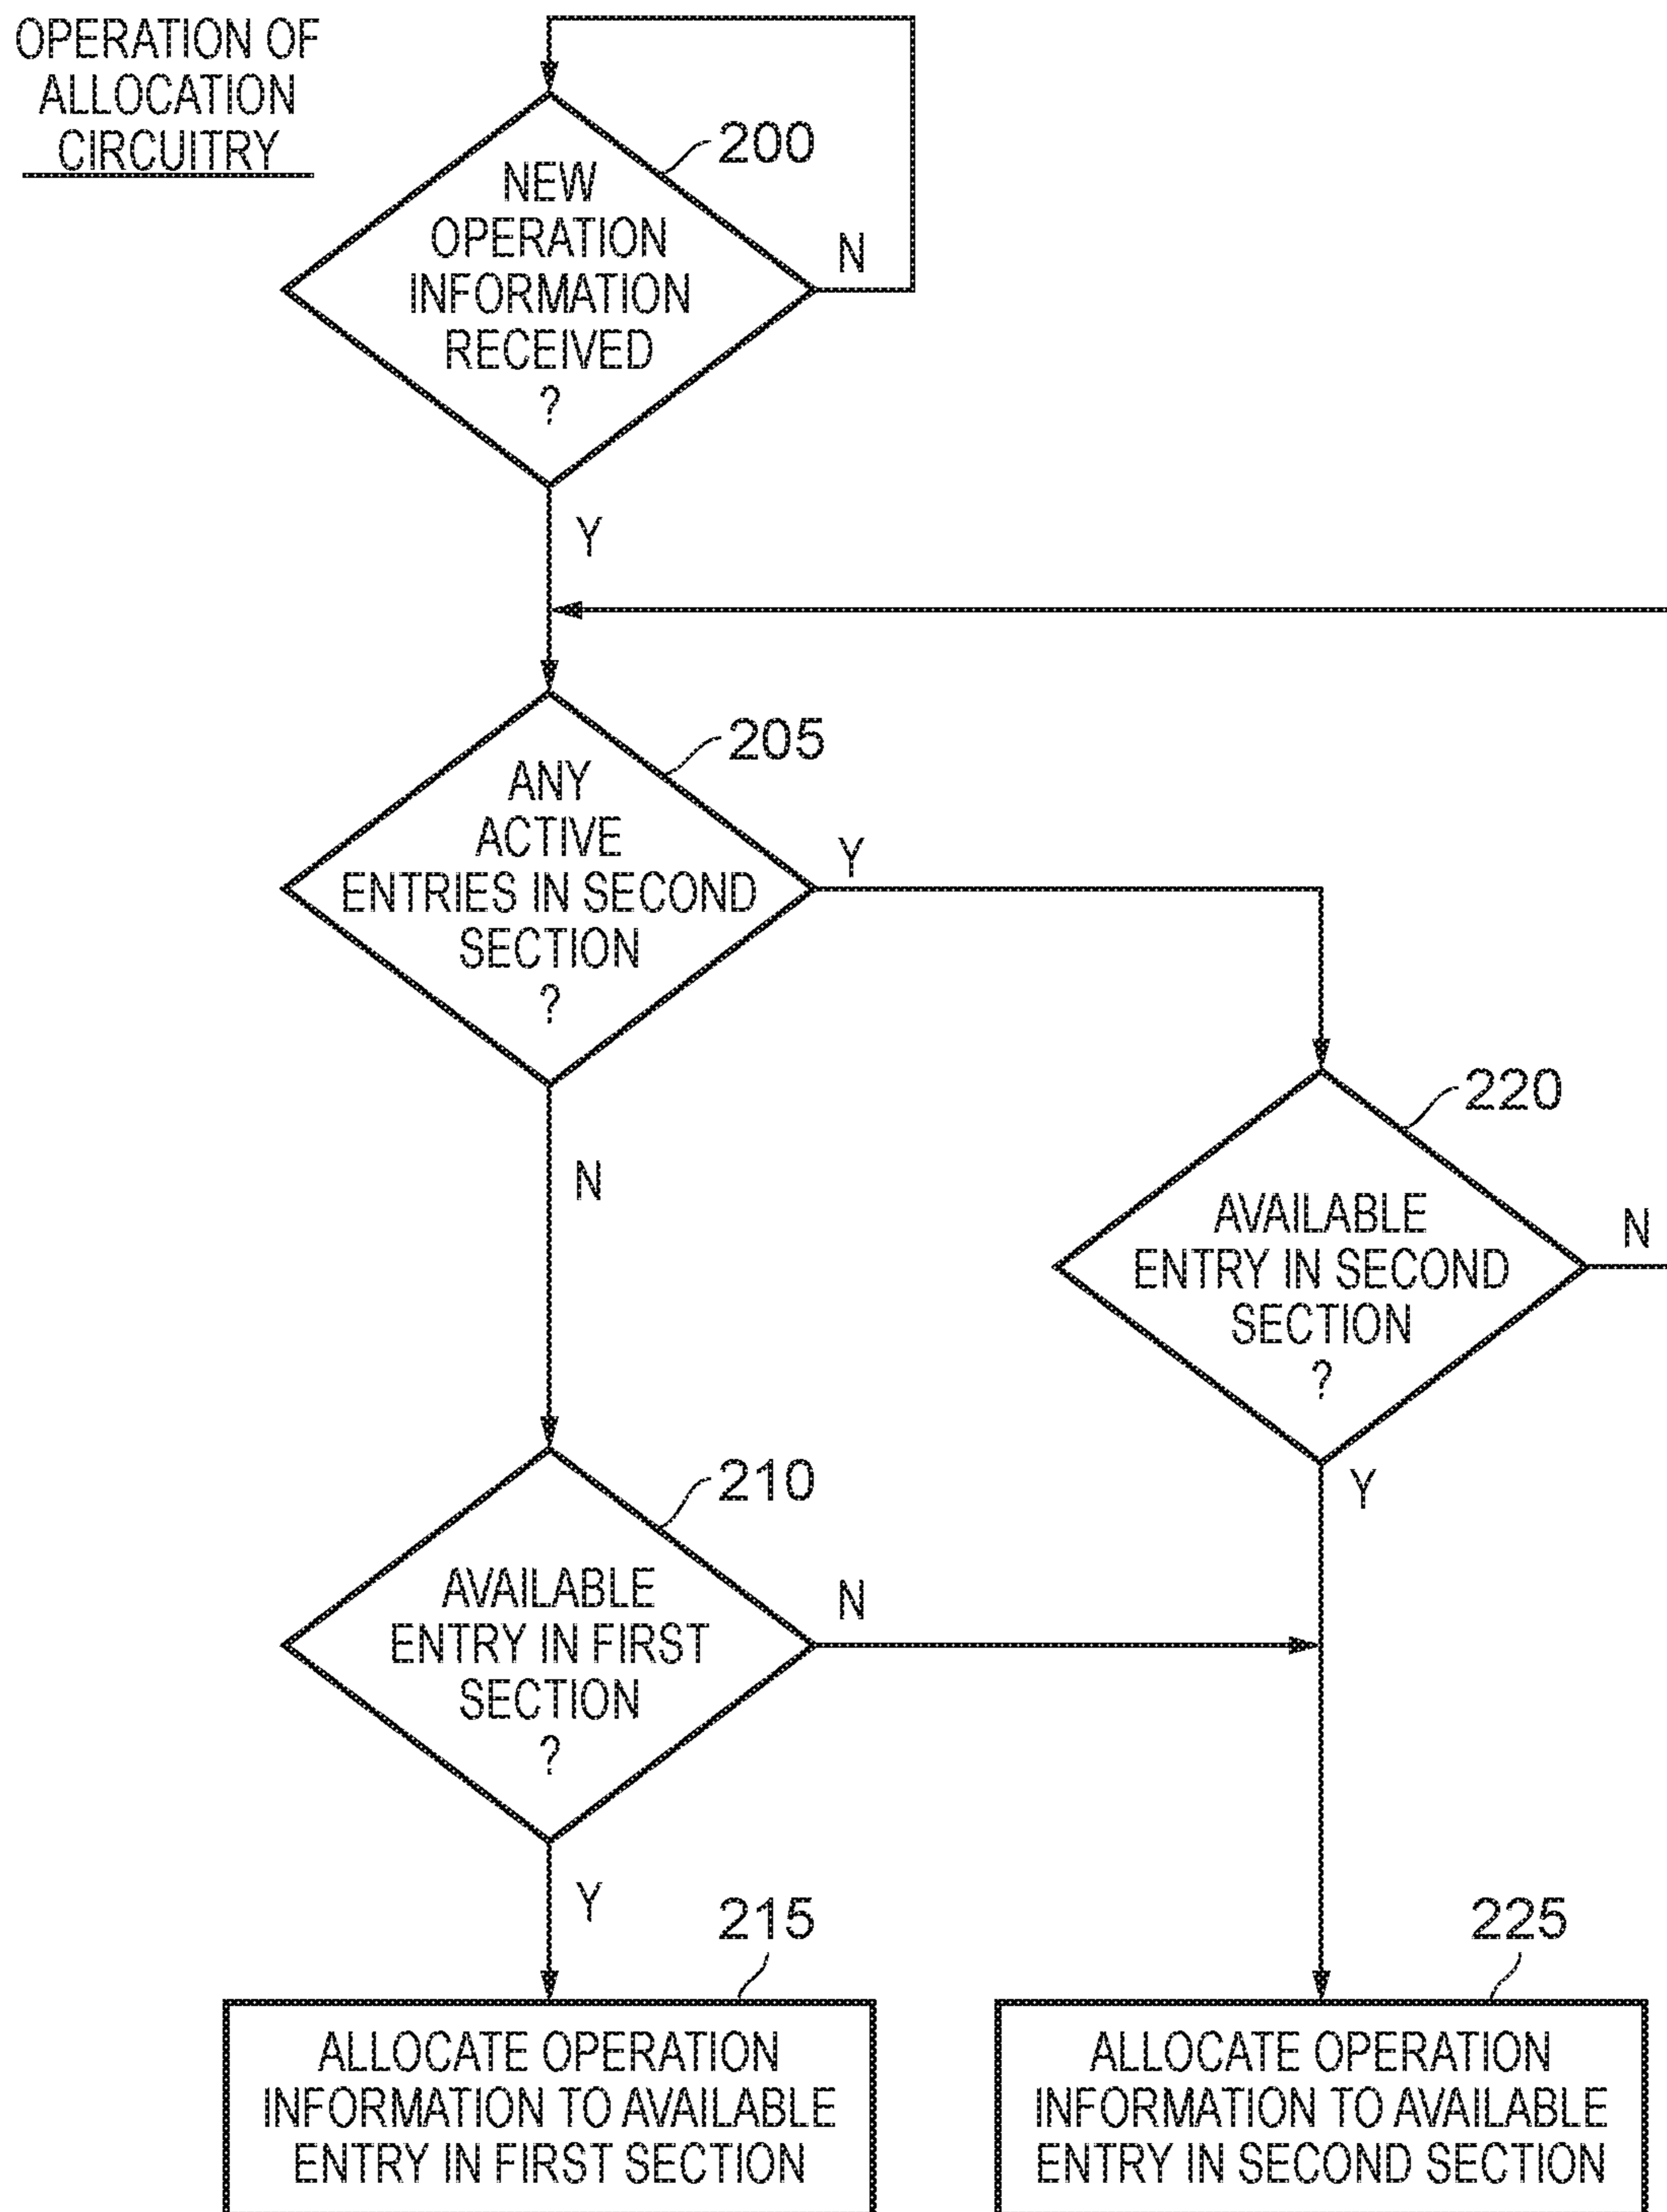 OPERATION OF
ALLOCATION
CIRCUITRY
200
NEW
OPERATION
INFORMATION
RECEIVED
?
N
Y
205
ANY
ACTIVE
ENTRIES IN SECOND
SECTION
?
Y
N
220
AVAILABLE
ENTRY IN SECOND
SECTION
?
N
Y
210
AVAILABLE
ENTRY IN FIRST
SECTION
?
N
Y
215
ALLOCATE OPERATION
INFORMATION TO AVAILABLE
ENTRY IN FIRST SECTION
225
ALLOCATE OPERATION
INFORMATION TO AVAILABLE
ENTRY IN SECOND SECTION